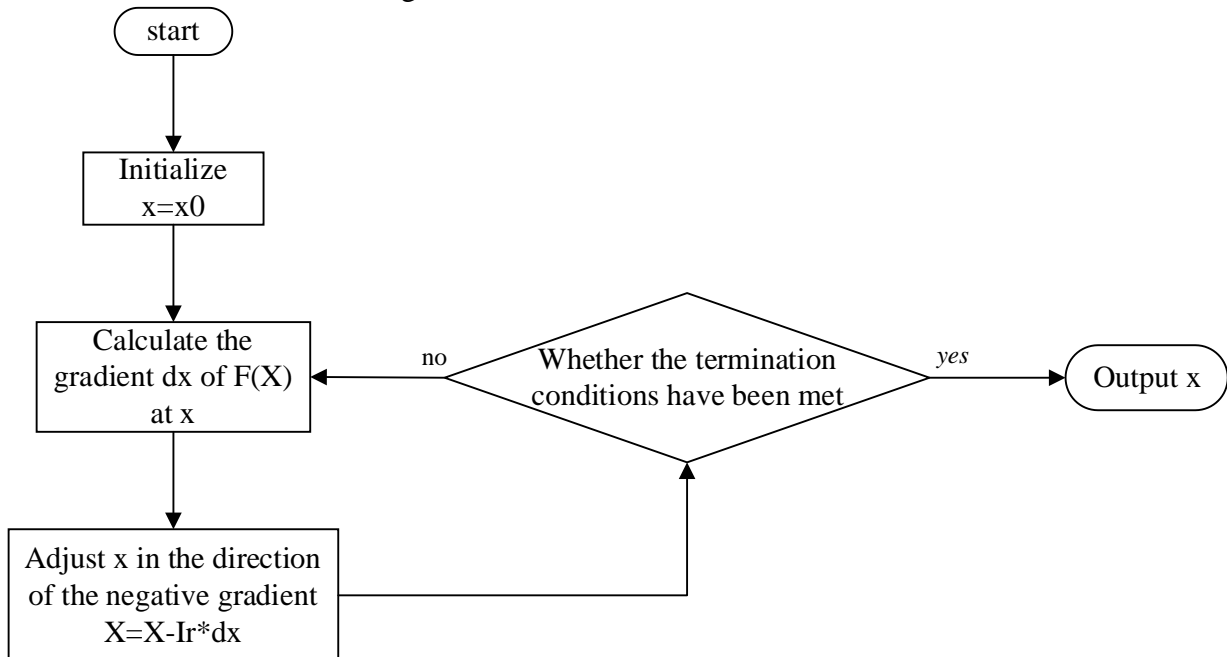 start
Initialize
x=x0
Calculate the
gradient dx of F(X)
at x
no
Whether the termination
conditions have been met
yes
Output x
Adjust x in the direction
of the negative gradient
X=X-Ir*dx